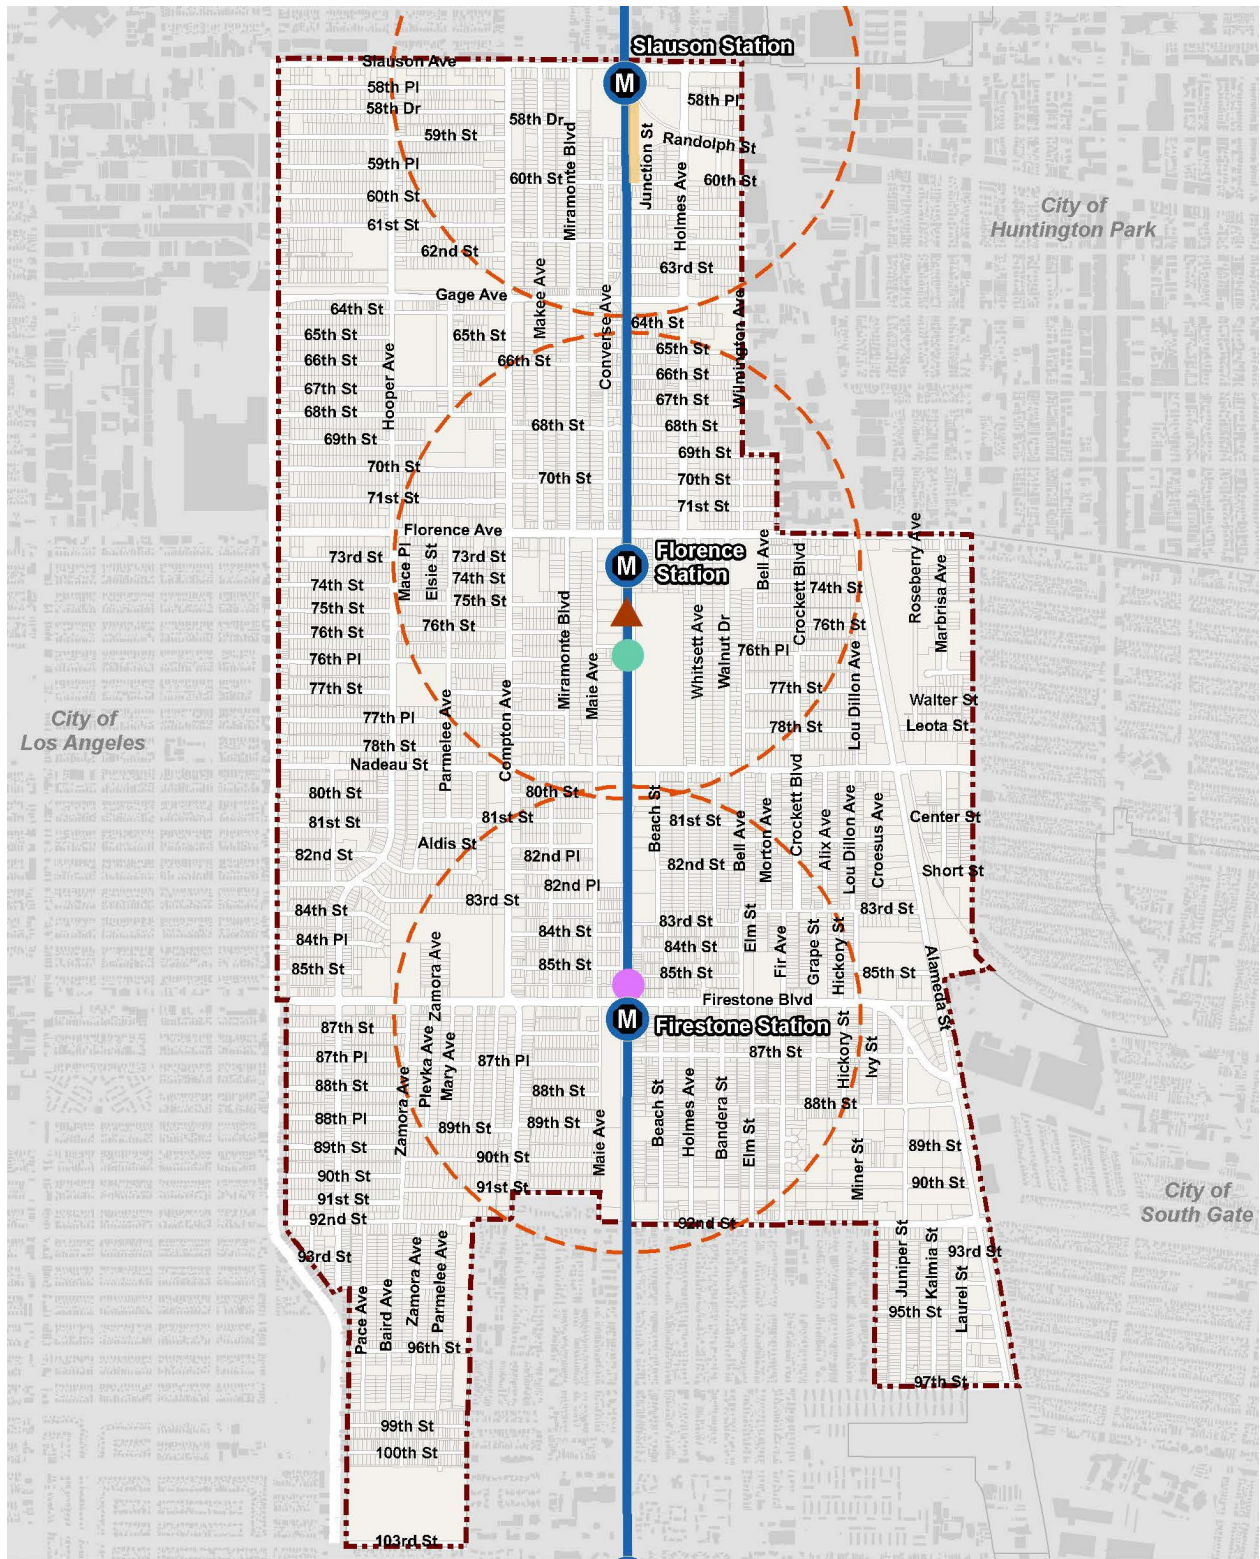 Slauson Station
M
Slauson Ave
58th Pl
58th Pl
58th Dr
58th Dr
59th St
Miramonte Blvd
Junction St
Randolph St
59th Pl
60th St
60th St
60th St
Holmes Ave
61st St
City of
Huntington Park
62nd St
63rd St
Gage Ave
Makee Ave
Converse Ave
Wilmington Ave
64th St
64th St
65th St
65th St
65th St
66th St
66th St
66th St
Hooper Ave
67th St
67th St
68th St
68th St
68th St
69th St
69th St
70th St
70th St
70th St
71st St
71st St
Florence Ave
M
Florence
Station
73rd St
Mace Pl
Elsie St
73rd St
Bell Ave
Crockett Blvd
Roseberry Ave
Marbrisa Ave
74th St
74th St
74th St
75th St
75th St
Miramonte Blvd
Maie Ave
Whitsett Ave
Walnut Dr
76th St
76th St
76th St
76th Pl
76th Pl
77th St
77th St
Parmelee Ave
Compton Ave
Lou Dillon Ave
Walter St
City of
Los Angeles
77th Pl
78th St
Leota St
78th St
Nadeau St
80th St
80th St
Beach St
Crockett Blvd
81st St
81st St
81st St
Bell Ave
Morton Ave
Alix Ave
Lou Dillon Ave
Croesus Ave
Center St
Aldis St
82nd St
82nd Pl
82nd St
Short St
82nd Pl
83rd St
84th St
83rd St
83rd St
Elm St
Fir Ave
Grape St
Hickory St
84th St
84th Pl
84th St
Zamora Ave
85th St
85th St
85th St
85th St
Alameda St
Firestone Blvd
M
Firestone Station
87th St
87th St
Plevka Ave
Mary Ave
87th Pl
87th Pl
Hickory St
Ivy St
88th St
Zamora Ave
88th St
88th St
Beach St
Holmes Ave
Bandera St
Elm St
88th Pl
89th St
89th St
Maie Ave
89th St
89th St
90th St
90th St
Miner St
90th St
91st St
91st St
City of
South Gate
92nd St
92nd St
93rd St
Zamora Ave
Parmelee Ave
Juniper St
Kalmia St
93rd St
Laurel St
Pace Ave
Baird Ave
95th St
96th St
97th St
99th St
100th St
103rd St